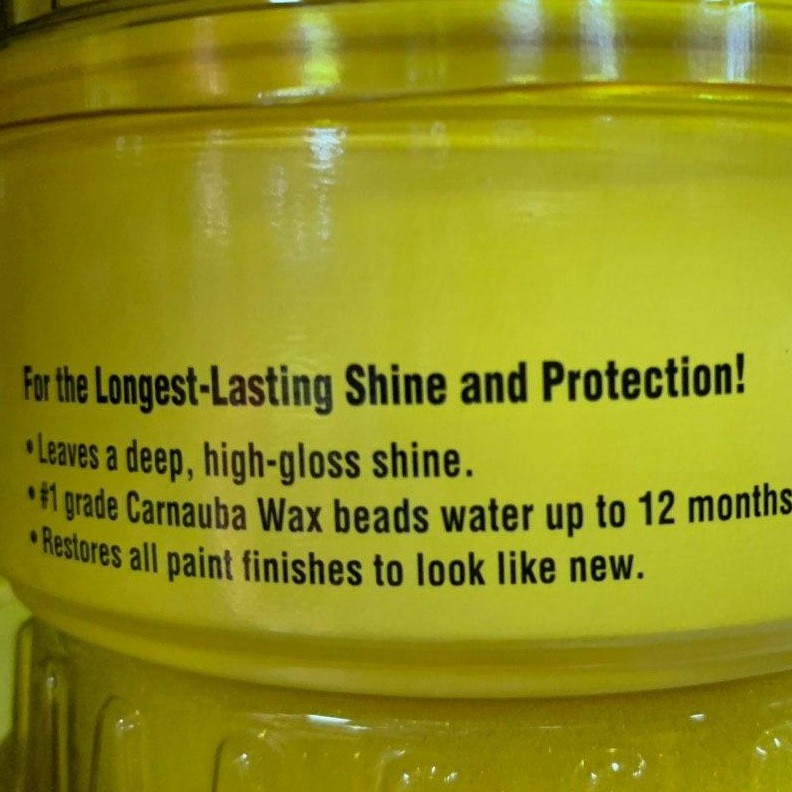 For the Longest-Lasting Shine and Protection!
•Leaves a deep, high-gloss shine.
•#1 grade Carnauba Wax beads water up to 12 months
•Restores all paint finishes to look like new.